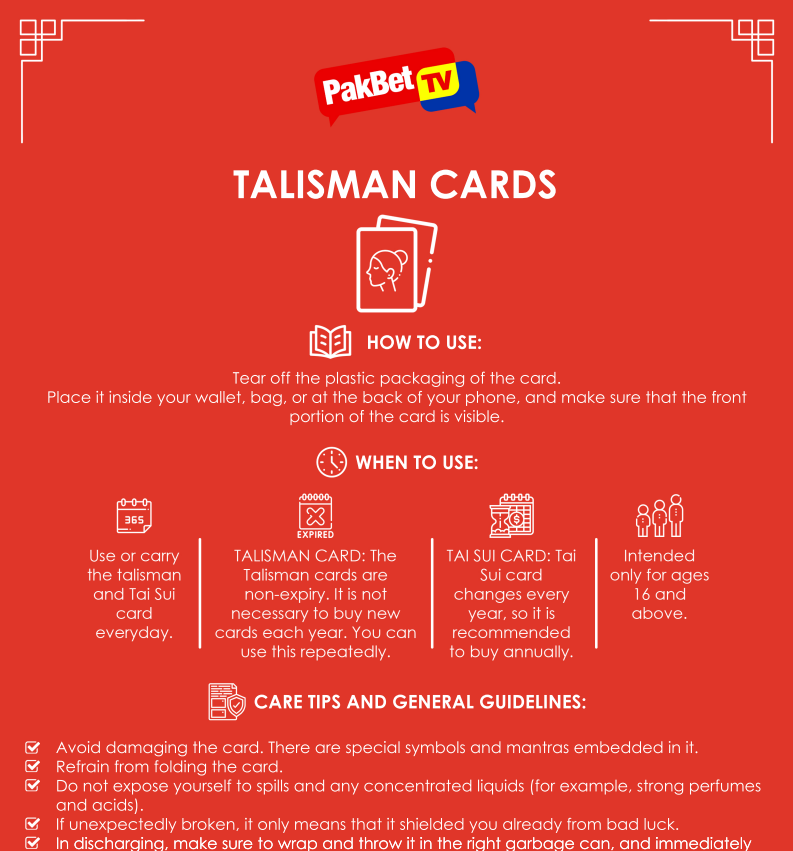 PakBet TV
TALISMAN CARDS
HOW TO USE:
Tear off the plastic packaging of the card.
Place it inside your wallet, bag, or at the back of your phone, and make sure that the front
portion of the card is visible.
WHEN TO USE:
365
Use or carry
the talisman
and Tai Sui
card
everyday.
EXPIRED
TALISMAN CARD: The
Talisman cards are
non-expiry. It is not
necessary to buy new
cards each year. You can
use this repeatedly.
TAI SUI CARD: Tai
Sui card
changes every
year, so it is
recommended
to buy annually.
Intended
only for ages
16 and
above.
CARE TIPS AND GENERAL GUIDELINES:
Avoid damaging the card. There are special symbols and mantras embedded in it.
Refrain from folding the card.
Do not expose yourself to spills and any concentrated liquids (for example, strong perfumes
and acids).
If unexpectedly broken, it only means that it shielded you already from bad luck.
In discharging, make sure to wrap and throw it in the right garbage can, and immediately